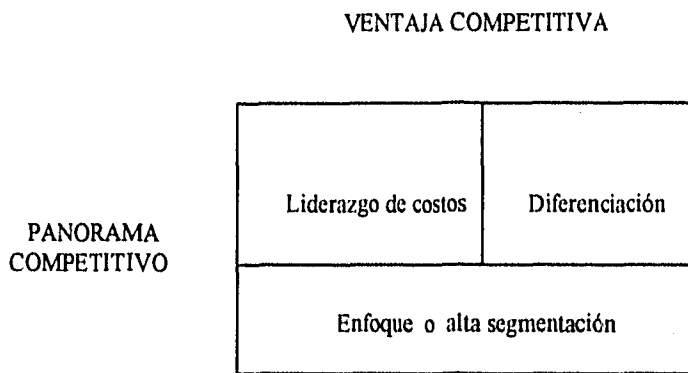 VENTAJA COMPETITIVA
Liderazgo de costos
Diferenciación
PANORAMA
COMPETITIVO
Enfoque o alta segmentación